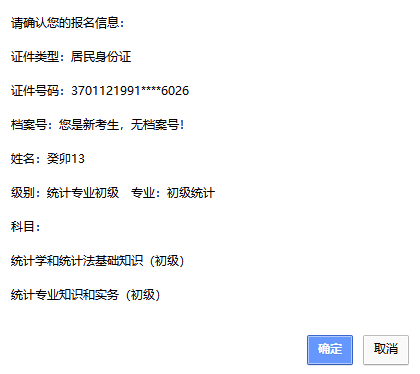 请确认您的报名信息：
证件类型：居民身份证
证件号码：3701121991****6026
档案号：您是新考生，无档案号！
姓名：癸卯13
级别：统计专业初级 专业：初级统计
科目：
统计学和统计法基础知识（初级）
统计专业知识和实务（初级）
确定 取消